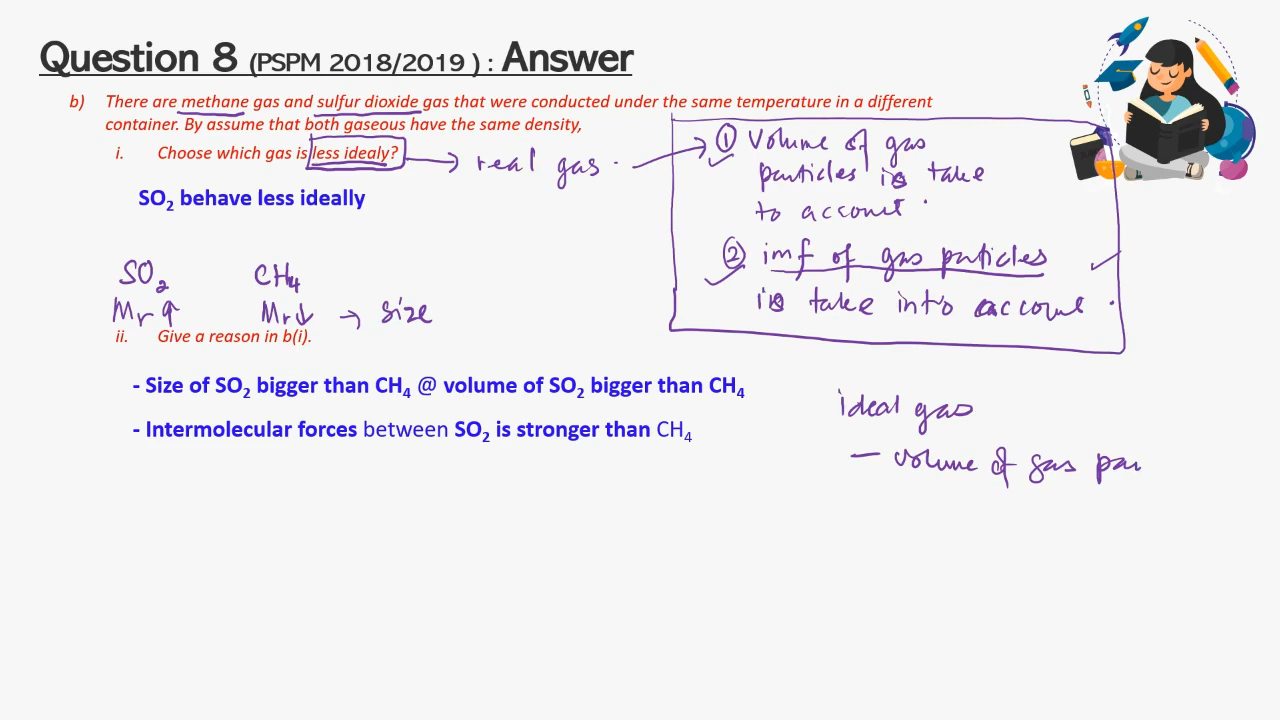 Question 8 (PSPM 2018/2019 ) : Answer
b) There are methane gas and sulfur dioxide gas that were conducted under the same temperature in a different
container. By assume that both gaseous have the same density,
i. Choose which gas is less idealy? → real gas .
SO₂ behave less ideally
① Volume of gas
particles is take
to account .
② imf of gas particles
is take into account .
SO₂ CH₄
Mr↑ Mr↓ → size
ii. Give a reason in b(i).
- Size of SO₂ bigger than CH₄ @ volume of SO₂ bigger than CH₄
- Intermolecular forces between SO₂ is stronger than CH₄
ideal gas
- volume of gas par